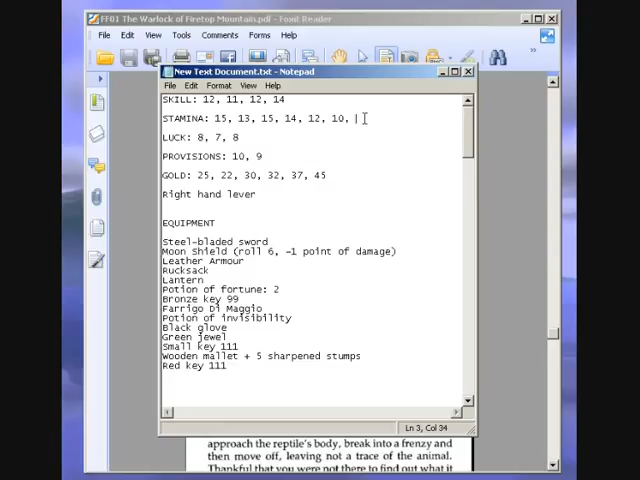 FF01 The Warlock of Firetop Mountain.pdf - Foxit Reader
File Edit View Tools Comments Forms Help
New Text Document.txt - Notepad
File Edit Format View Help
SKILL: 12, 11, 12, 14
STAMINA: 15, 13, 15, 14, 12, 10,
LUCK: 8, 7, 8
PROVISIONS: 10, 9
GOLD: 25, 22, 30, 32, 37, 45
Right hand lever
EQUIPMENT
Steel-bladed sword
Moon Shield (roll 6, -1 point of damage)
Leather Armour
Rucksack
Lantern
Potion of fortune: 2
Bronze key 99
Farrigo Di Maggio
Potion of invisibility
Black glove
Green jewel
Small key 111
Wooden mallet + 5 sharpened stumps
Red key 111
Ln 3, Col 34
approach the reptile's body, break into a frenzy and
then move off, leaving not a trace of the animal.
Thankful that you were not there to find out what it